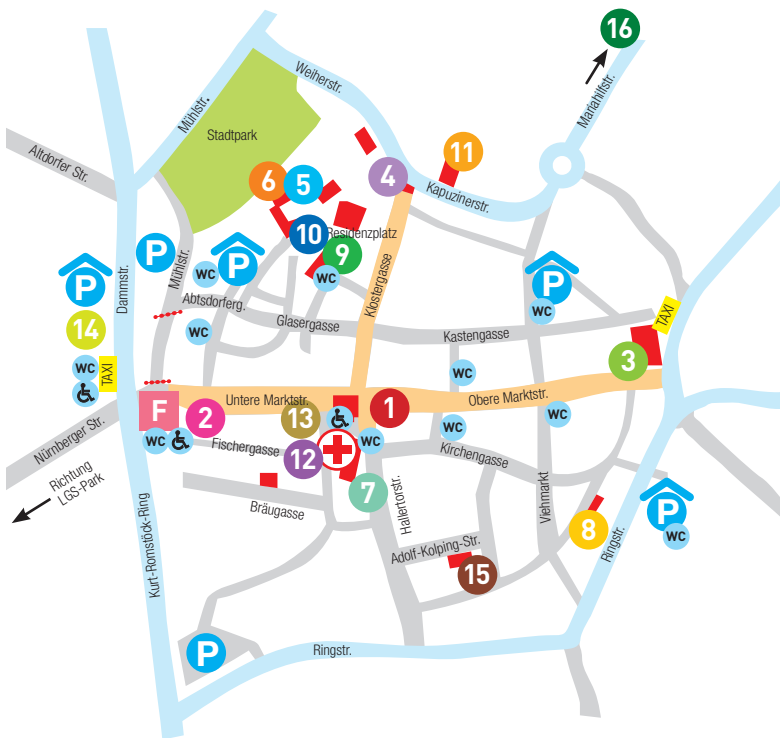 16
Weiherstr.
Mühlstr.
Mariahilfstr.
Stadtpark
Altdorfer Str.
11
4
6
5
Kapuzinerstr.
10
Residenzplatz
9
P
P
P
P
WC
WC
Dammstr.
Mühlstr.
Klostergasse
Abtsdorferg.
WC
TAXI
14
WC
Glasergasse
Kastengasse
3
WC
TAXI
WC
Untere Marktstr.
Obere Marktstr.
F
2
13
1
WC
WC
Nürnberger Str.
WC
Fischergasse
12
WC
Kirchengasse
Richtung
LGS-Park
7
Hallertorstr.
Viehmarkt
Bräugasse
P
8
WC
Ringstr.
Kurt-Romstöck-Ring
Adolf-Kolping-Str.
15
P
Ringstr.